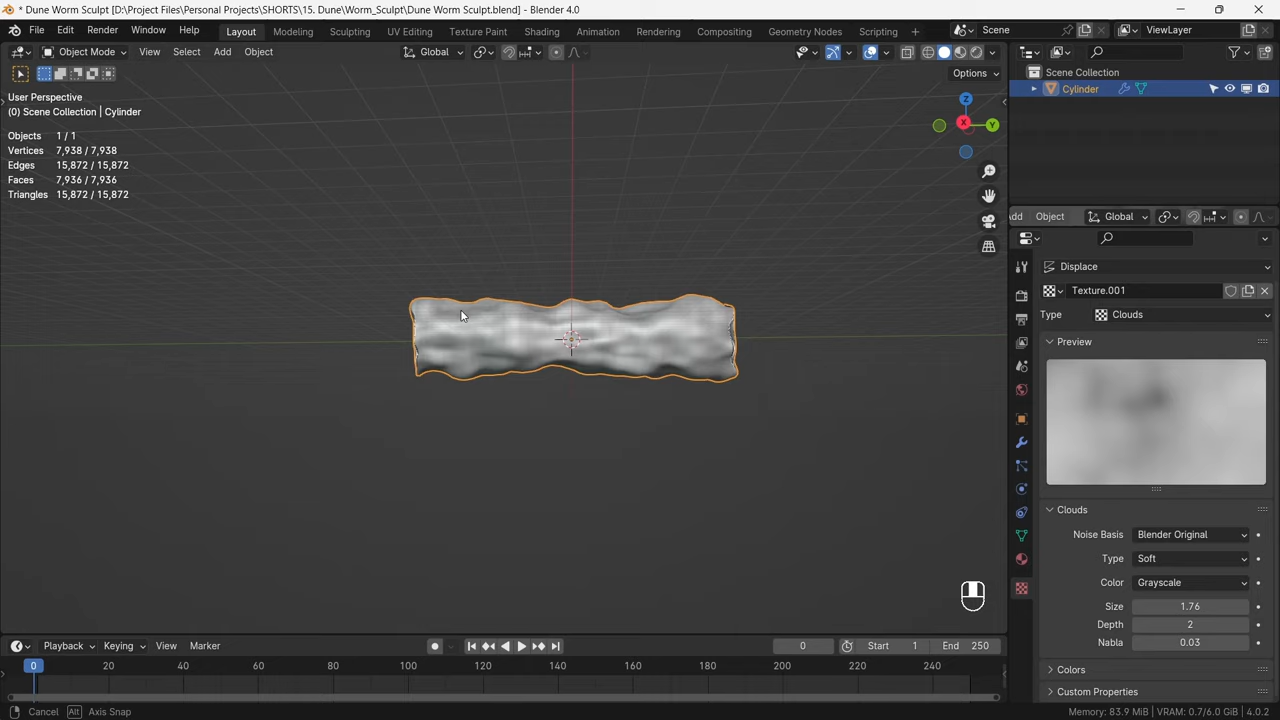 * Dune Worm Sculpt [D:\Project Files\Personal Projects\SHORTS\15. Dune\Worm_Sculpt\Dune Worm Sculpt.blend] - Blender 4.0
File Edit Render Window Help Layout Modeling Sculpting UV Editing Texture Paint Shading Animation Rendering Compositing Geometry Nodes Scripting + Scene ViewLayer
Object Mode View Select Add Object Global
Options
User Perspective
(0) Scene Collection | Cylinder
Objects 1 / 1
Vertices 7,938 / 7,938
Edges 15,872 / 15,872
Faces 7,936 / 7,936
Triangles 15,872 / 15,872
Z
X
Y
Scene Collection
Cylinder
Add Object Global
Displace
Texture.001
Type Clouds
Preview
Clouds
Noise Basis Blender Original
Type Soft
Color Grayscale
Size 1.76
Depth 2
Nabla 0.03
Colors
Custom Properties
Playback Keying View Marker 0 Start 1 End 250
0 20 40 60 80 100 120 140 160 180 200 220 240
Cancel Alt Axis Snap Memory: 83.9 MiB | VRAM: 0.7/6.0 GiB | 4.0.2